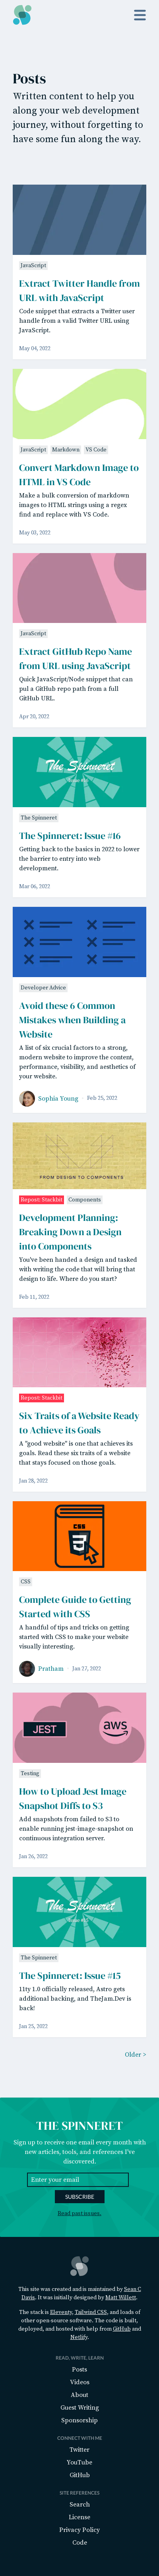 Posts
Written content to help you
along your web development
journey, without forgetting to
have some fun along the way.
JavaScript
Extract Twitter Handle from
URL with JavaScript
Code snippet that extracts a Twitter user
handle from a valid Twitter URL using
JavaScript.
May 04, 2022
JavaScript Markdown VS Code
Convert Markdown Image to
HTML in VS Code
Make a bulk conversion of markdown
images to HTML strings using a regex
find and replace with VS Code.
May 03, 2022
JavaScript
Extract GitHub Repo Name
from URL using JavaScript
Quick JavaScript/Node snippet that can
pul a GitHub repo path from a full
GitHub URL.
Apr 20, 2022
The Spinneret
The Spinneret
The Spinneret: Issue #16
Getting back to the basics in 2022 to lower
the barrier to entry into web
development.
Mar 06, 2022
Developer Advice
Avoid these 6 Common
Mistakes when Building a
Website
A list of six crucial factors to a strong,
modern website to improve the content,
performance, visibility, and aesthetics of
your website.
Sophia Young Feb 25, 2022
FROM DESIGN TO COMPONENTS
Repost: Stackbit Components
Development Planning:
Breaking Down a Design
into Components
You've been handed a design and tasked
with writing the code that will bring that
design to life. Where do you start?
Feb 11, 2022
Repost: Stackbit
Six Traits of a Website Ready
to Achieve its Goals
A "good website" is one that achieves its
goals. Read these six traits of a website
that stays focused on those goals.
Jan 28, 2022
CSS
3
CSS
Complete Guide to Getting
Started with CSS
A handful of tips and tricks on getting
started with CSS to make your website
visually interesting.
Pratham Jan 27, 2022
JEST
aws
Testing
How to Upload Jest Image
Snapshot Diffs to S3
Add snapshots from failed to S3 to
enable running jest-image-snapshot on
continuous integration server.
Jan 26, 2022
The Spinneret
The Spinneret
The Spinneret: Issue #15
11ty 1.0 officially released, Astro gets
additional backing, and TheJam.Dev is
back!
Jan 25, 2022
Older >
THE SPINNERET
Sign up to receive one email every month with
new articles, tools, and references I've
discovered.
Enter your email
SUBSCRIBE
Read past issues.
This site was created and is maintained by Sean C
Davis. It was initially designed by Matt Willett.
The stack is Eleventy, Tailwind CSS, and loads of
other open-source software. The code is built,
deployed, and hosted with help from GitHub and
Netlify.
READ, WRITE, LEARN
Posts
Videos
About
Guest Writing
Sponsorship
CONNECT WITH ME
Twitter
YouTube
GitHub
SITE REFERENCES
Search
License
Privacy Policy
Code